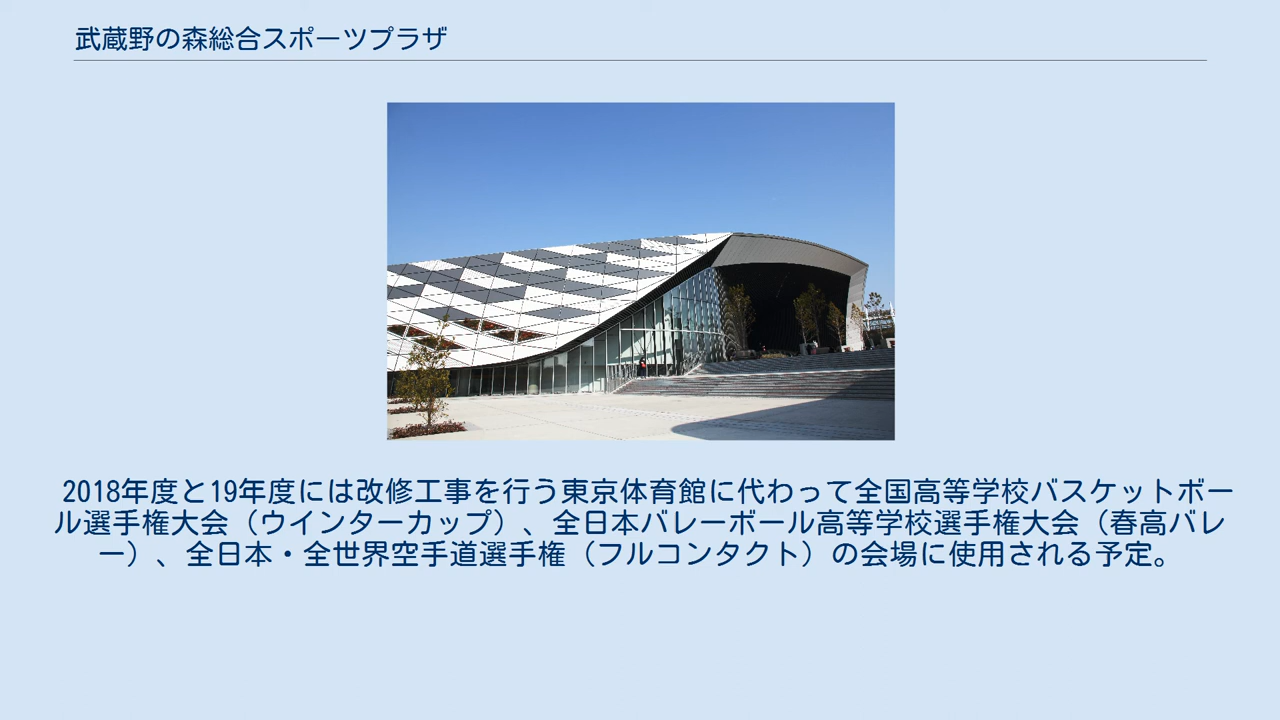 武蔵野の森総合スポーツプラザ
2018年度と19年度には改修工事を行う東京体育館に代わって全国高等学校バスケットボー
ル選手権大会（ウインターカップ）、全日本バレーボール高等学校選手権大会（春高バレ
ー）、全日本・全世界空手道選手権（フルコンタクト）の会場に使用される予定。